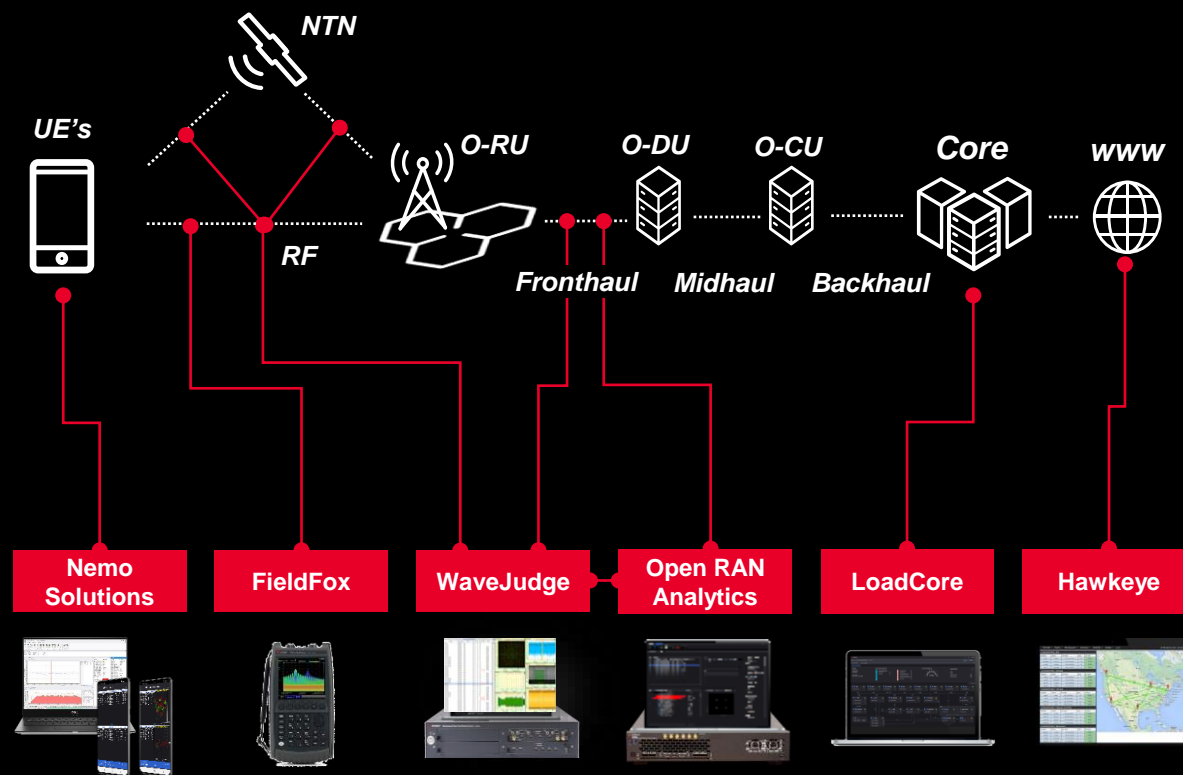 NTN
UE's
O-RU
O-DU
O-CU
Core
www
RF
Fronthaul
Midhaul
Backhaul
Nemo
Solutions
FieldFox
WaveJudge
Open RAN
Analytics
LoadCore
Hawkeye